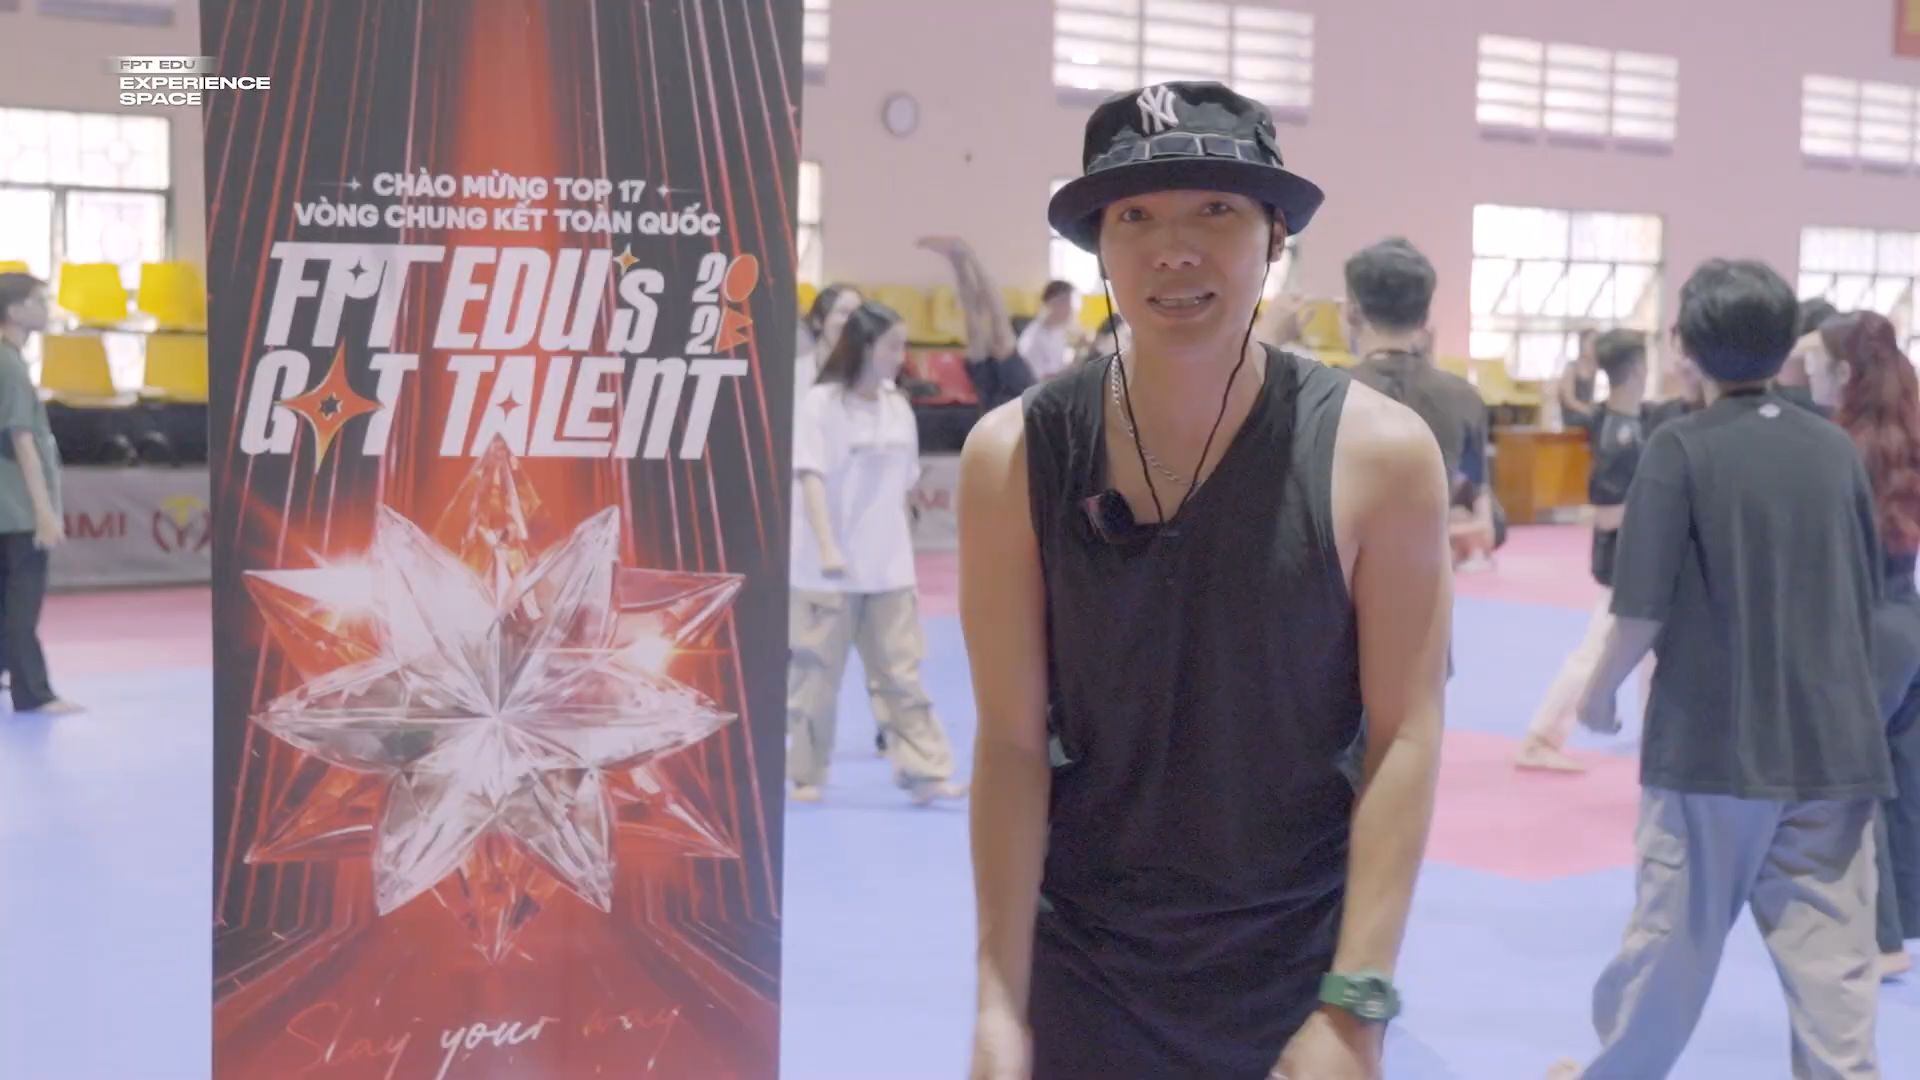 FPT EDU
EXPERIENCE
SPACE
CHÀO MỪNG TOP 17
VÒNG CHUNG KẾT TOÀN QUỐC
FPT EDU's
GOT TALENT
Slay your way
NY